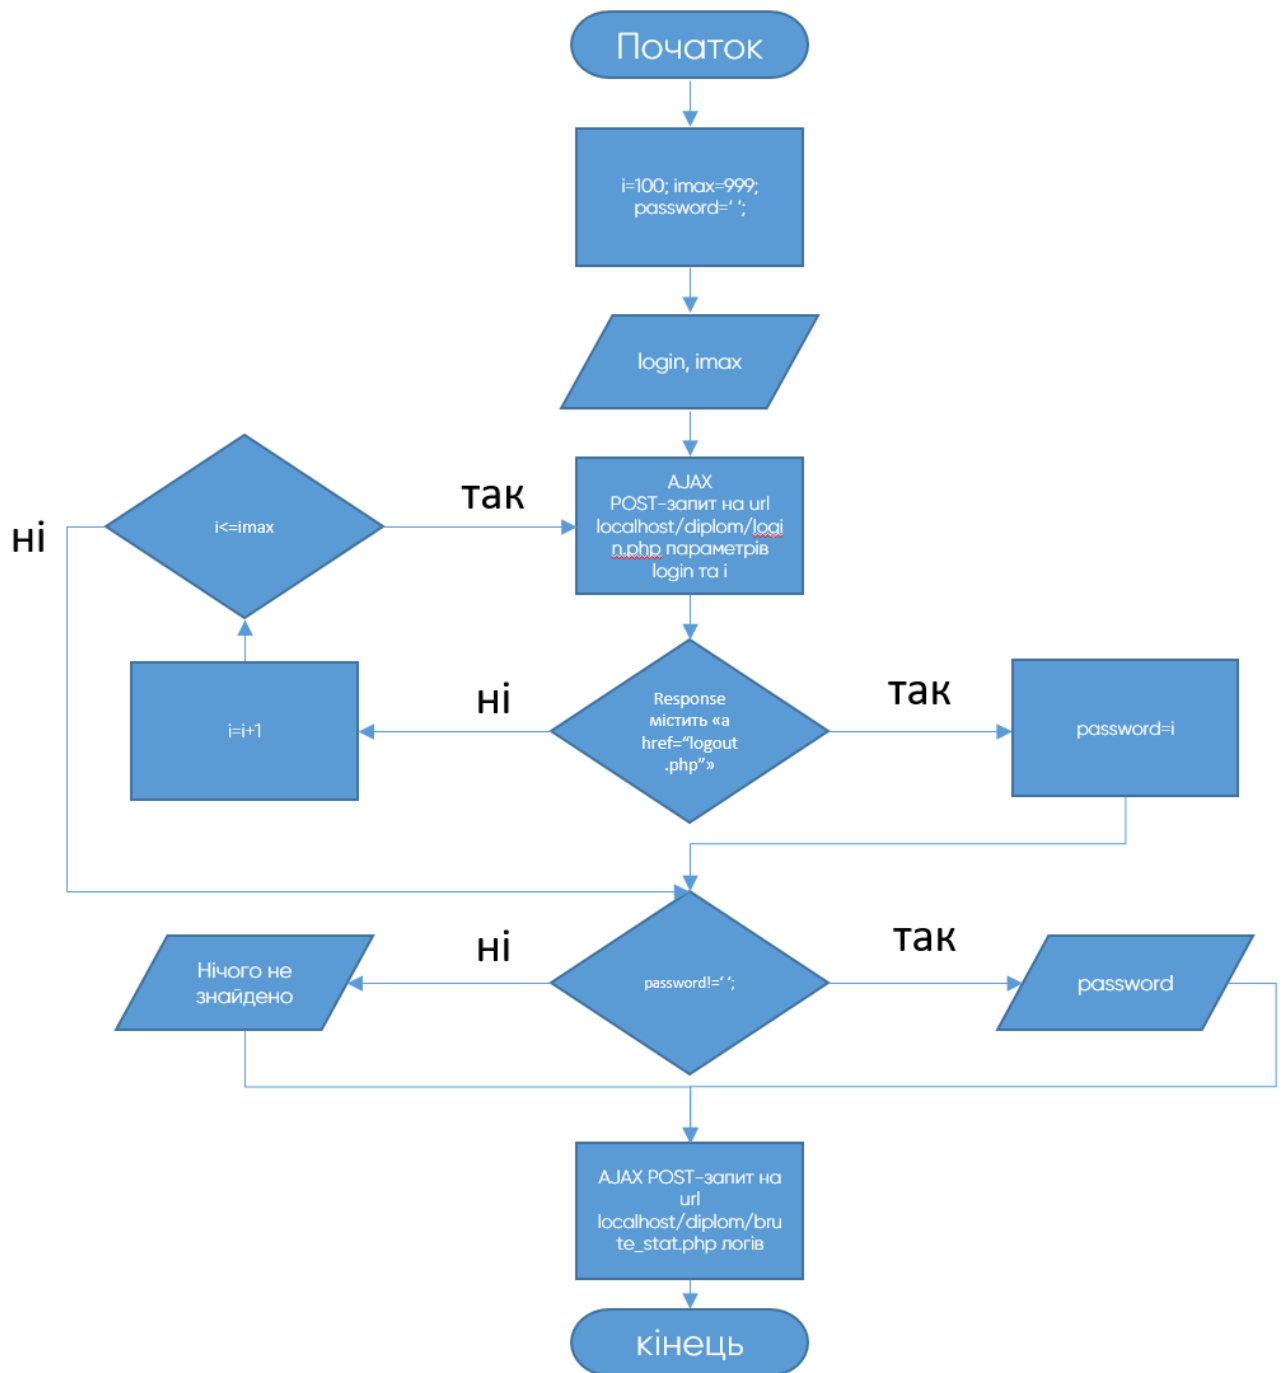 Початок
i=100; imax=999;
password=‘ ‘;
login, imax
AJAX
POST-запит на url
localhost/diplom/logi
n.php параметрів
login та i
i<=imax
так
ні
Response
містить «a
href=“logout
.php”»
ні
так
i=i+1
password=i
password!=‘ ‘;
ні
так
Нічого не
знайдено
password
AJAX POST-запит на
url
localhost/diplom/bru
te_stat.php логів
кінець